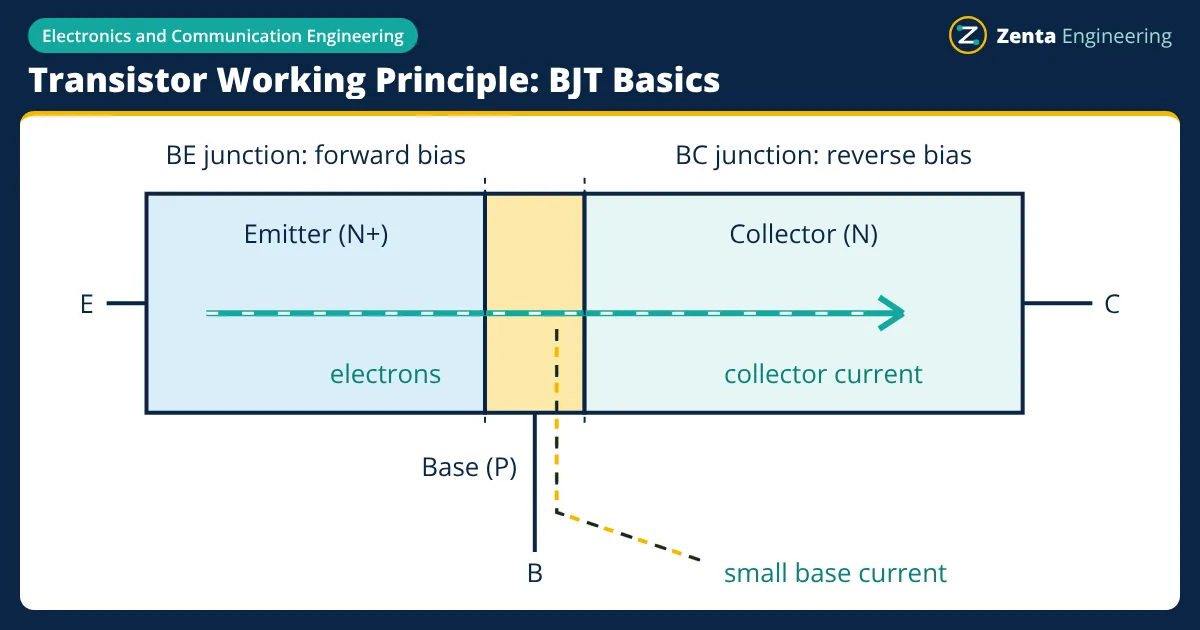 Electronics and Communication Engineering
Zenta Engineering
Transistor Working Principle: BJT Basics
BE junction: forward bias
BC junction: reverse bias
Emitter (N+)
Collector (N)
E
C
electrons
collector current
Base (P)
B
small base current